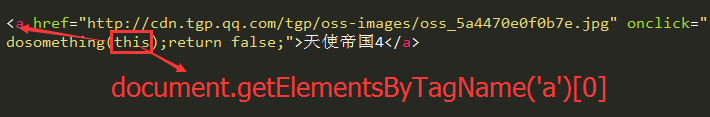 <a href="http://cdn.tgp.qq.com/tgp/oss-images/oss_5a4470e0f0b7e.jpg" onclick="
dosomething(this);return false;">天使帝国4</a>
document.getElementsByTagName('a')[0]